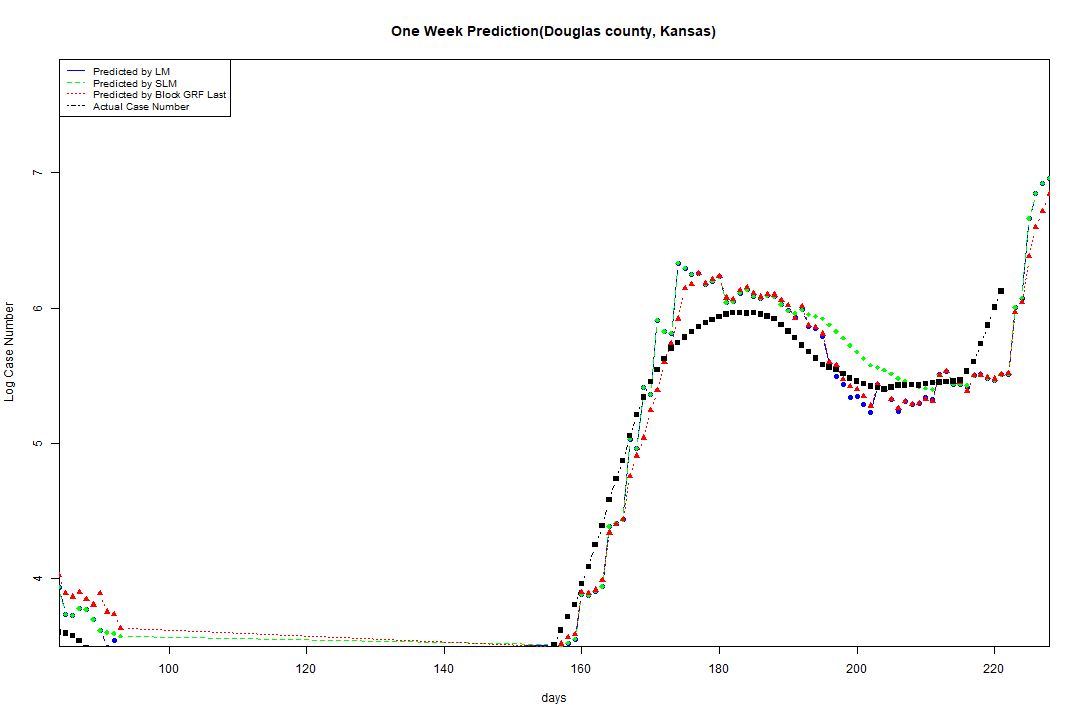 One Week Prediction(Douglas county, Kansas)
Predicted by LM
Predicted by SLM
Predicted by Block GRF Last
Actual Case Number
7
6
5
4
Log Case Number
100 120 140 160 180 200 220
days